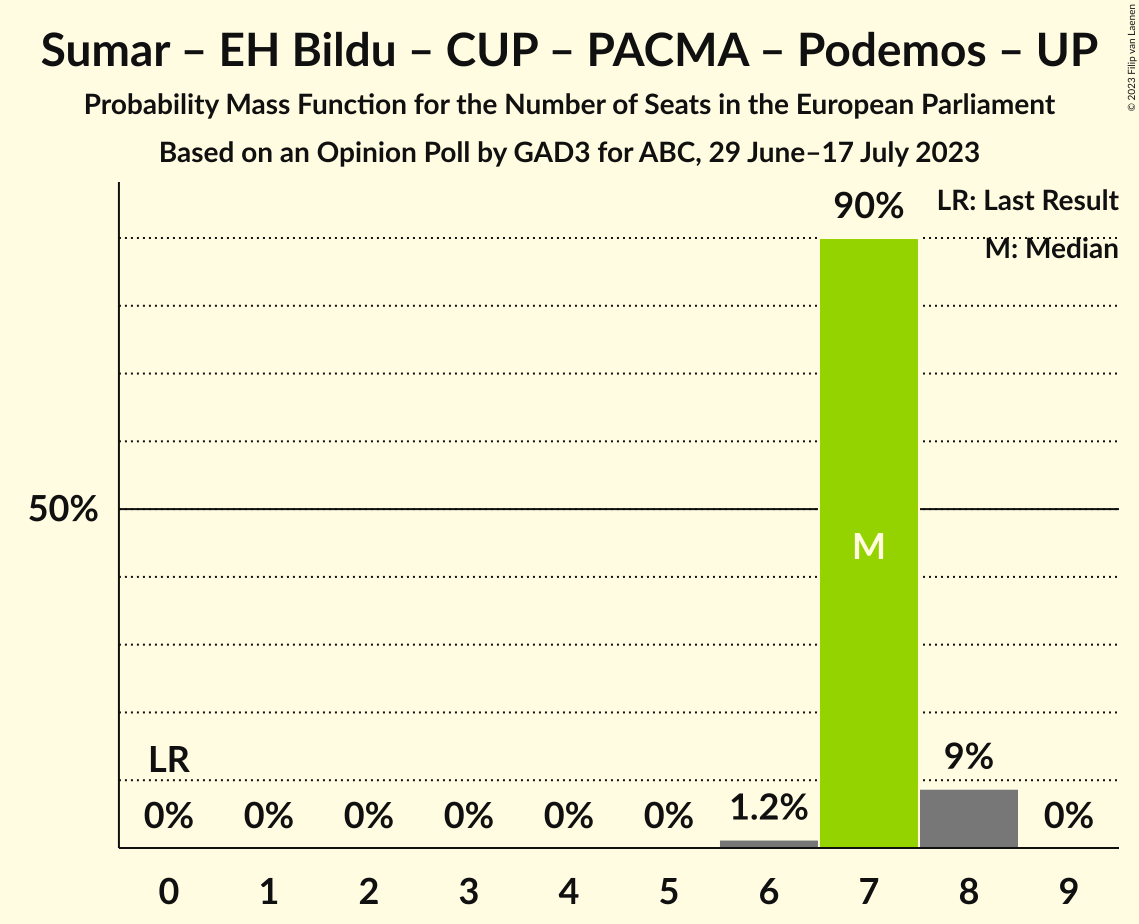 Sumar – EH Bildu – CUP – PACMA – Podemos – UP
Probability Mass Function for the Number of Seats in the European Parliament
Based on an Opinion Poll by GAD3 for ABC, 29 June–17 July 2023
© 2023 Filip van Laenen
90%
LR: Last Result
M: Median
50%
M
LR
0%
0%
0%
0%
0%
0%
1.2%
9%
0%
0
1
2
3
4
5
6
7
8
9